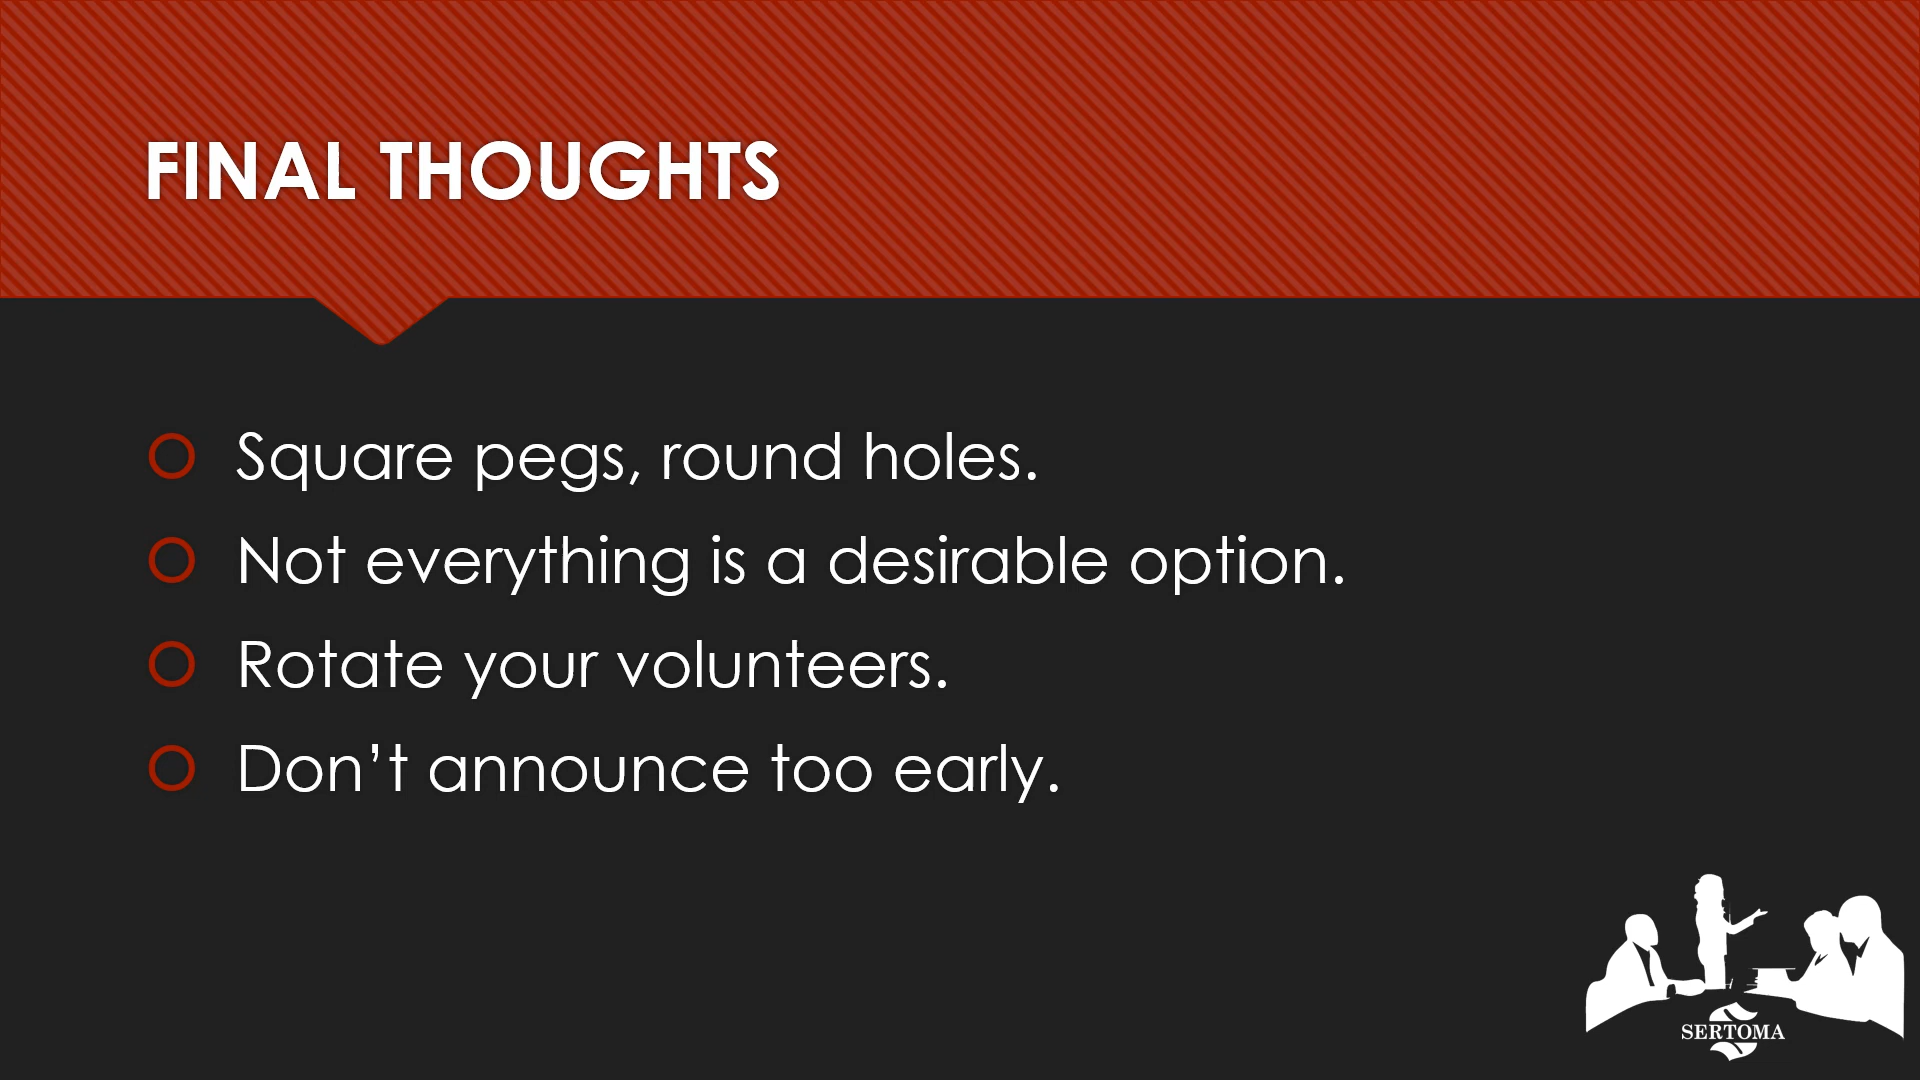 FINAL THOUGHTS
Square pegs, round holes.
Not everything is a desirable option.
Rotate your volunteers.
Don’t announce too early.
SERTOMA